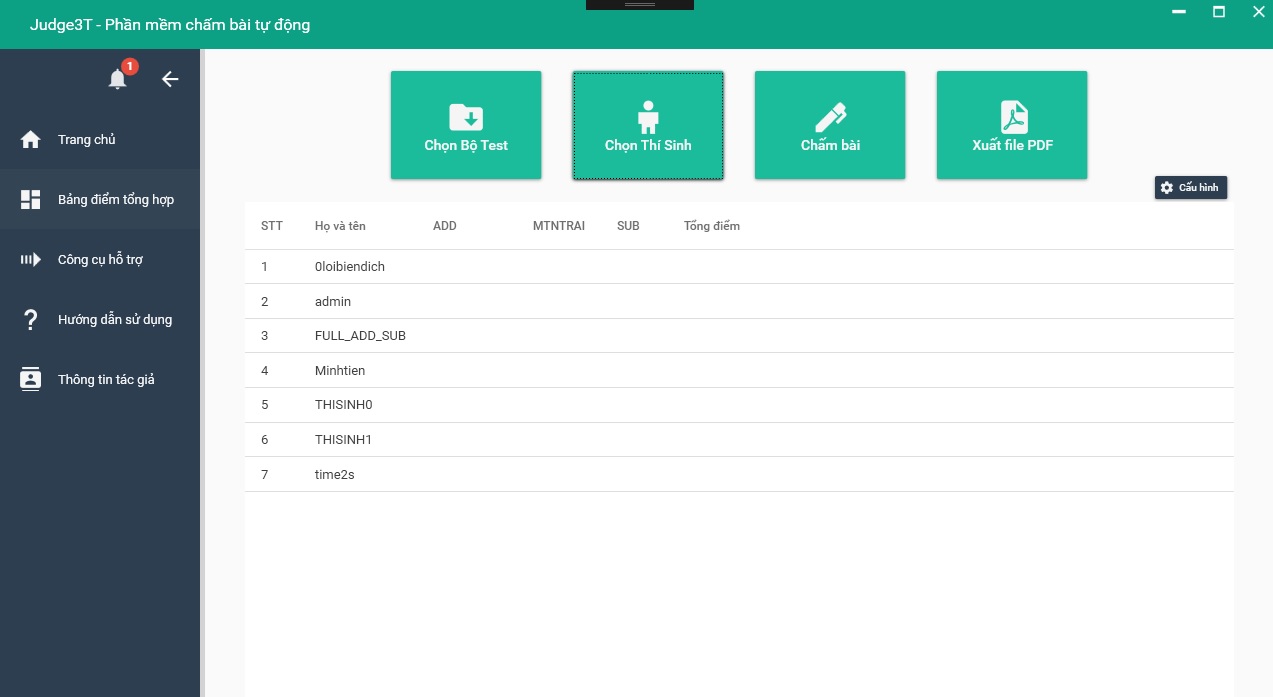 Judge3T - Phần mềm chấm bài tự động
1
Trang chủ
Bảng điểm tổng hợp
Công cụ hỗ trợ
Hướng dẫn sử dụng
Thông tin tác giả
Chọn Bộ Test
Chọn Thí Sinh
Chấm bài
Xuất file PDF
Cấu hình
STT Họ và tên ADD MTNTRAI SUB Tổng điểm
1 0loibiendich
2 admin
3 FULL_ADD_SUB
4 Minhtien
5 THISINH0
6 THISINH1
7 time2s